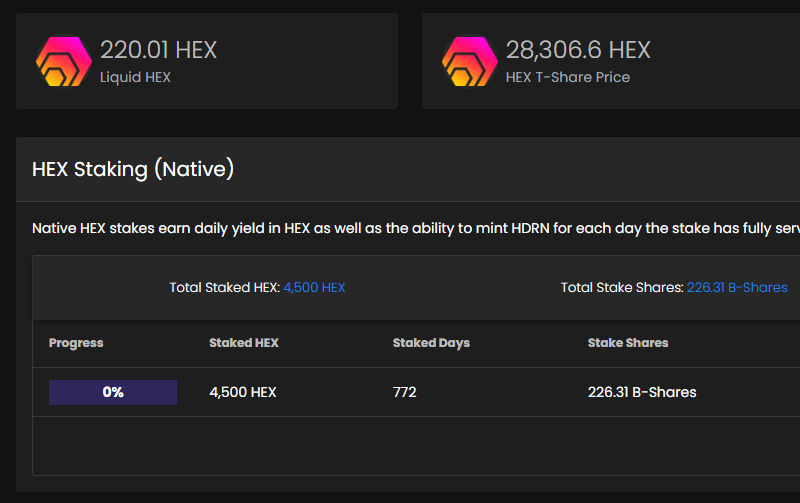 220.01 HEX
Liquid HEX
28,306.6 HEX
HEX T-Share Price
HEX Staking (Native)
Native HEX stakes earn daily yield in HEX as well as the ability to mint HDRN for each day the stake has fully
Total Staked HEX: 4,500 HEX
Total Stake Shares: 226.31 B-Shares
Progress Staked HEX Staked Days Stake Shares
0% 4,500 HEX 772 226.31 B-Shares